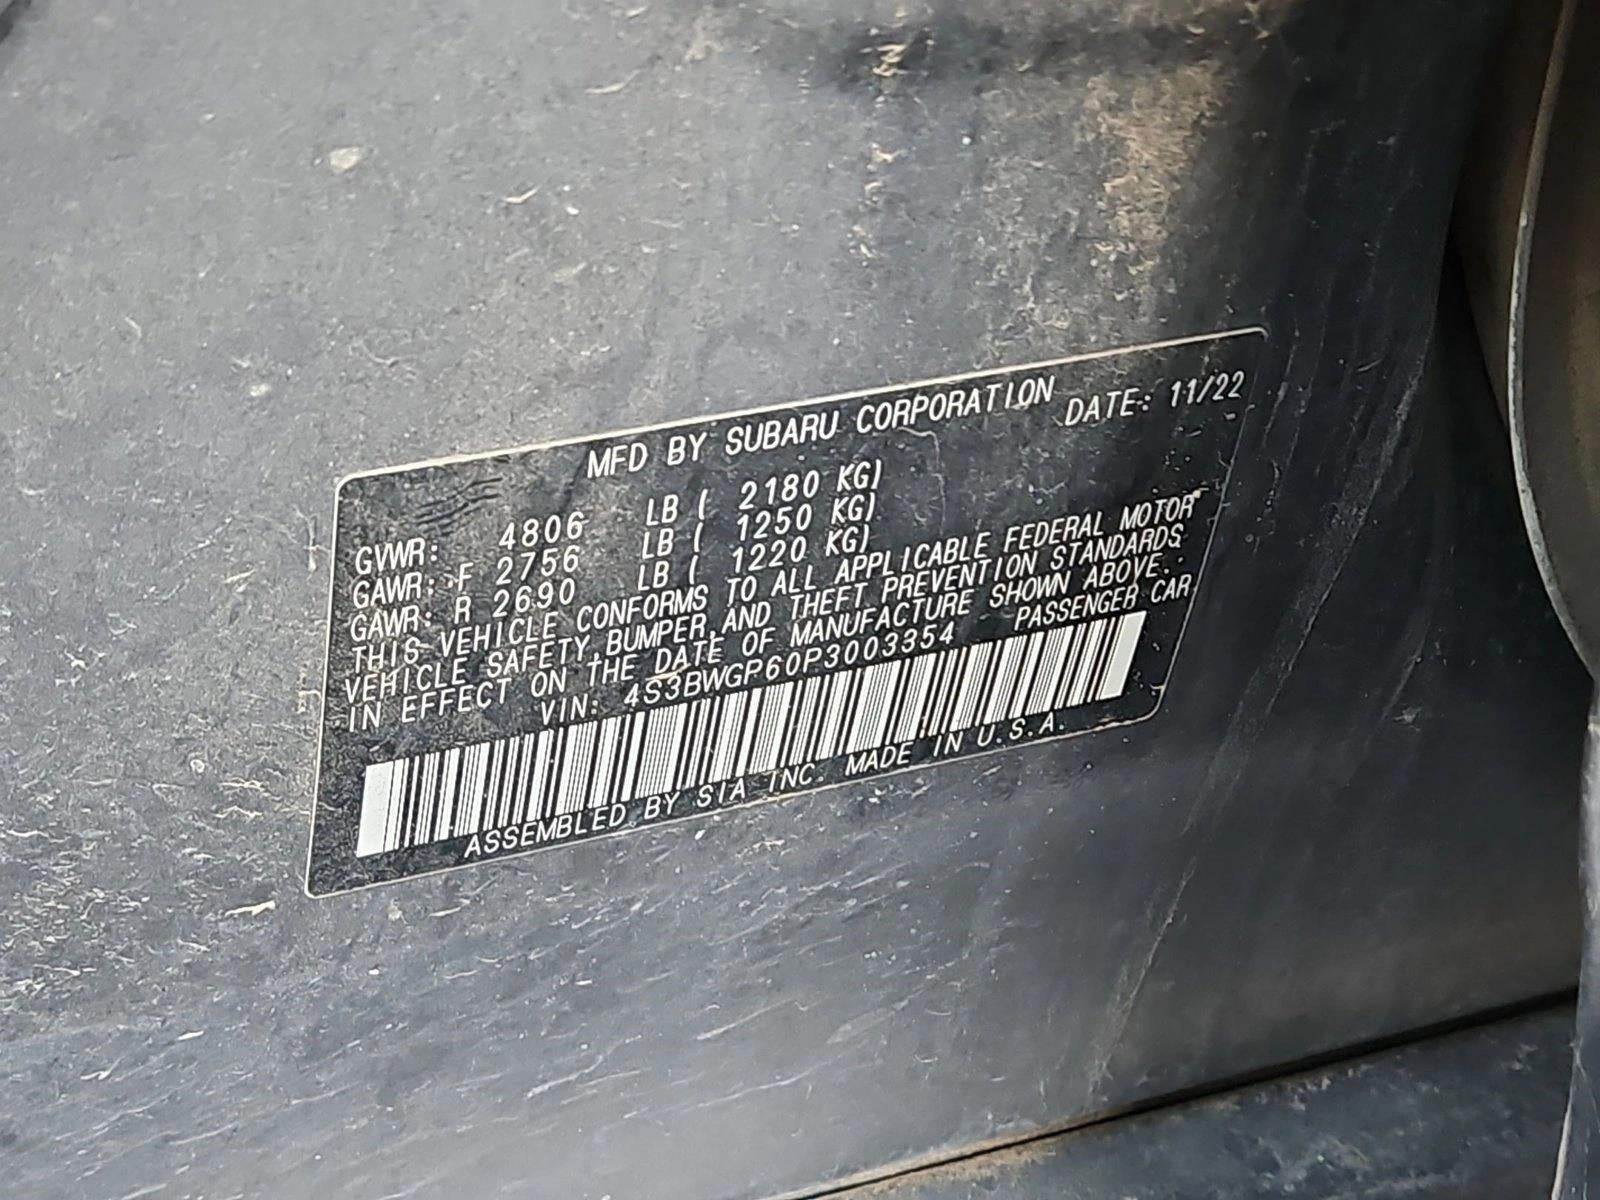 MFD BY SUBARU CORPORATION
DATE: 11/22
GVWR: 4806 LB ( 2180 KG)
GAWR: F 2756 LB ( 1250 KG)
GAWR: R 2690 LB ( 1220 KG)
THIS VEHICLE CONFORMS TO ALL APPLICABLE FEDERAL MOTOR
VEHICLE SAFETY, BUMPER, AND THEFT PREVENTION STANDARDS
IN EFFECT ON THE DATE OF MANUFACTURE SHOWN ABOVE.
VIN: 4S3BWGP60P3003354 PASSENGER CAR
ASSEMBLED BY SIA INC. MADE IN U.S.A.